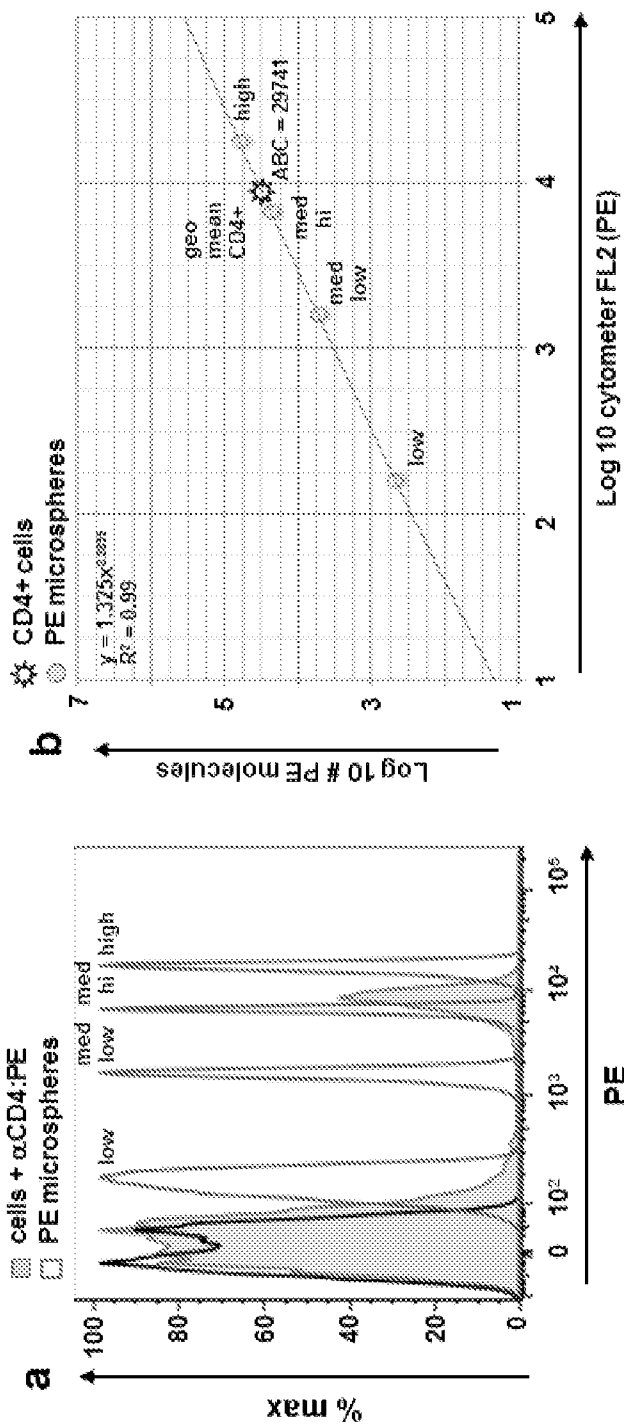 a
cells + αCD4:PE
PE microspheres
% max
100
80
60
40
20
0
low
med
low
med
hi
high
0
10²
10³
10⁴
10⁵
PE
b
CD4+ cells
PE microspheres
Log 10 # PE molecules
7
5
3
1
R² = 0.99
geo
mean
CD4+
high
ABC = 29741
med
hi
med
low
low
1
2
3
4
5
Log 10 cytometer FL2 (PE)